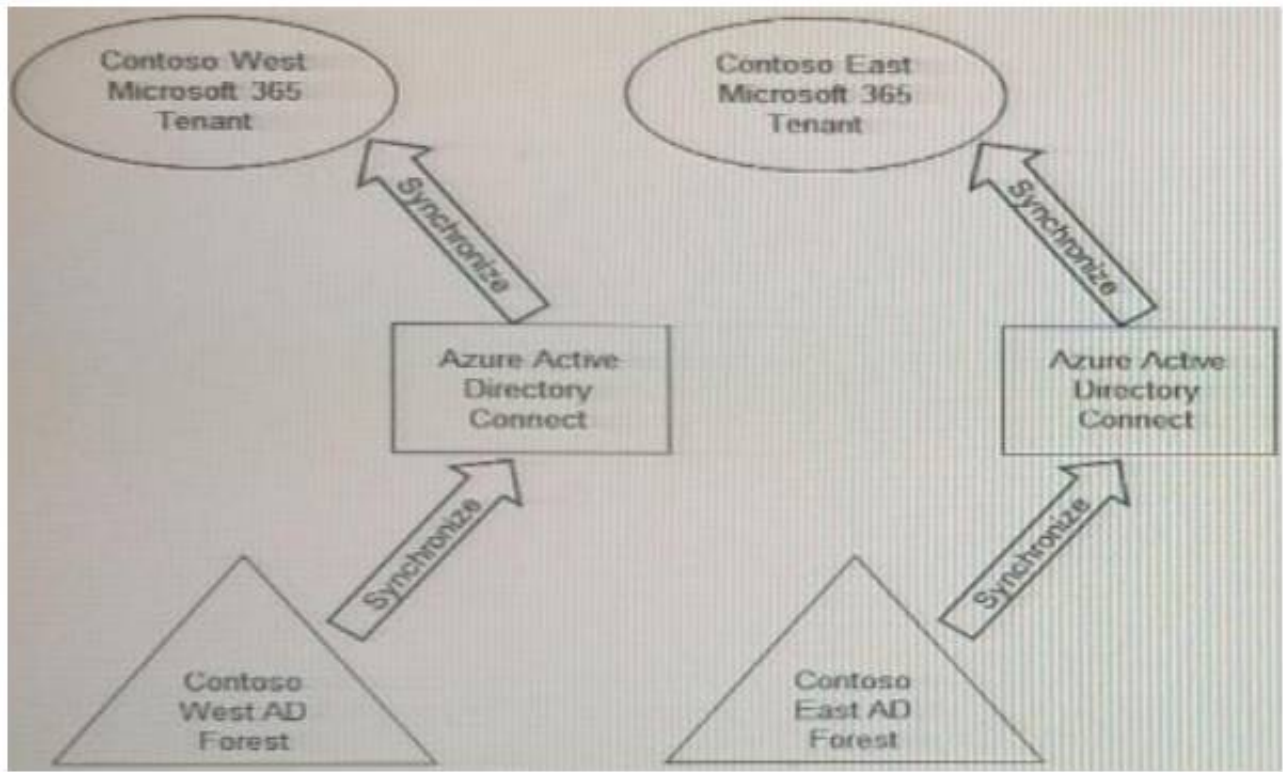 Contoso West
Microsoft 365
Tenant
Contoso East
Microsoft 365
Tenant
Synchronize
Synchronize
Azure Active
Directory
Connect
Azure Active
Directory
Connect
Synchronize
Synchronize
Contoso
West AD
Forest
Contoso
East AD
Forest